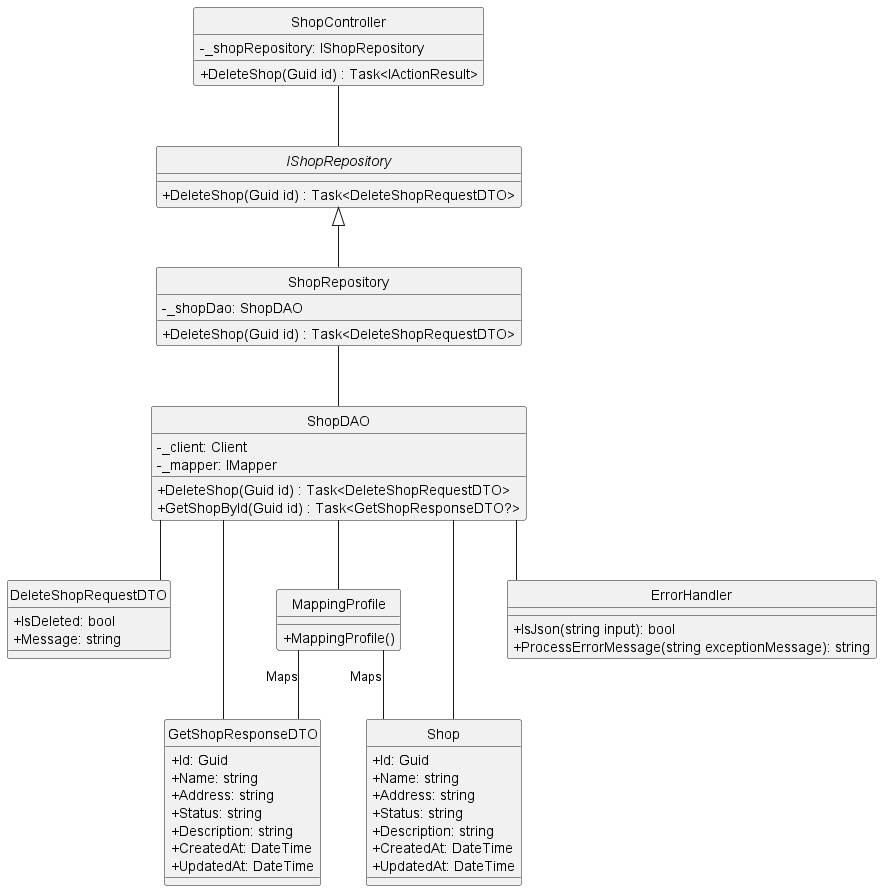 ShopController
-_shopRepository: IShopRepository
+DeleteShop(Guid id) : Task<IActionResult>
IShopRepository
+DeleteShop(Guid id) : Task<DeleteShopRequestDTO>
ShopRepository
-_shopDao: ShopDAO
+DeleteShop(Guid id) : Task<DeleteShopRequestDTO>
ShopDAO
-_client: Client
-_mapper: IMapper
+DeleteShop(Guid id) : Task<DeleteShopRequestDTO>
+GetShopById(Guid id) : Task<GetShopResponseDTO?>
DeleteShopRequestDTO
+IsDeleted: bool
+Message: string
MappingProfile
+MappingProfile()
ErrorHandler
+IsJson(string input): bool
+ProcessErrorMessage(string exceptionMessage): string
Maps
Maps
GetShopResponseDTO
+Id: Guid
+Name: string
+Address: string
+Status: string
+Description: string
+CreatedAt: DateTime
+UpdatedAt: DateTime
Shop
+Id: Guid
+Name: string
+Address: string
+Status: string
+Description: string
+CreatedAt: DateTime
+UpdatedAt: DateTime